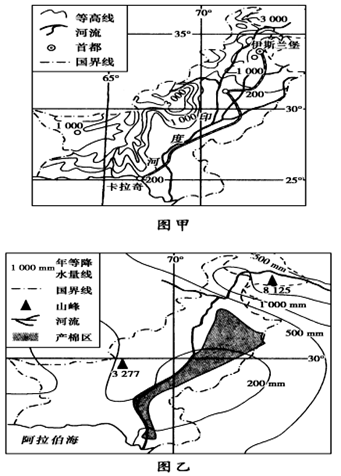 等高线
河流
首都
国界线
70°
3 000
35°
伊斯兰堡
65°
1 000
200
1 000
30°
1 000
印
度
河
卡拉奇
200
25°
图甲
1 000 mm 年等降水量线
国界线
山峰
河流
产棉区
70°
500 mm
8 125
1 000 mm
500 mm
30°
3 277
200 mm
阿拉伯海
图乙